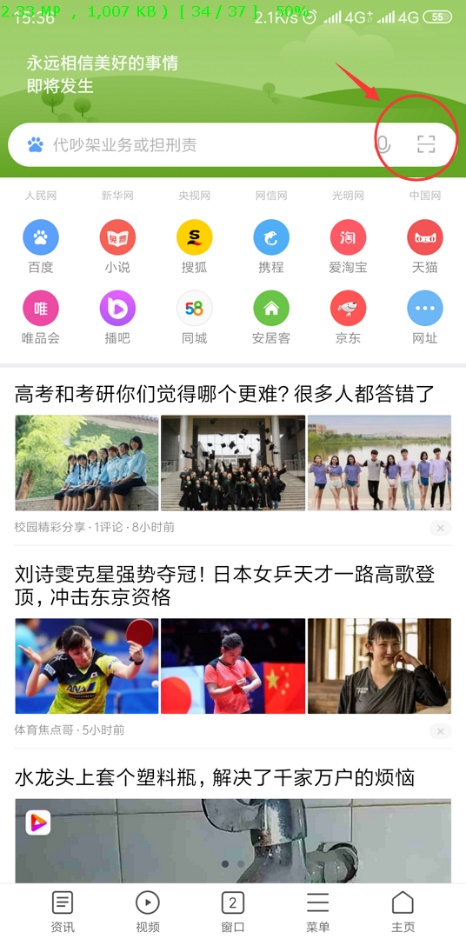 2.33 MP , 1,007 KB ) [ 34 / 37 ] 50%
15:36 2.1K/s 4G+ 4G 55
永远相信美好的事情
即将发生
代吵架业务或担刑责
人民网 新华网 央视网 网信网 光明网 中国网
百度 小说 搜狐 携程 爱淘宝 天猫
唯品会 播吧 同城 安居客 京东 网址
高考和考研你们觉得哪个更难？很多人都答错了
校园精彩分享 · 1评论 · 8小时前
刘诗雯克星强势夺冠！日本女乒天才一路高歌登
顶，冲击东京资格
体育焦点哥 · 5小时前
水龙头上套个塑料瓶，解决了千家万户的烦恼
2
资讯 视频 窗口 菜单 主页